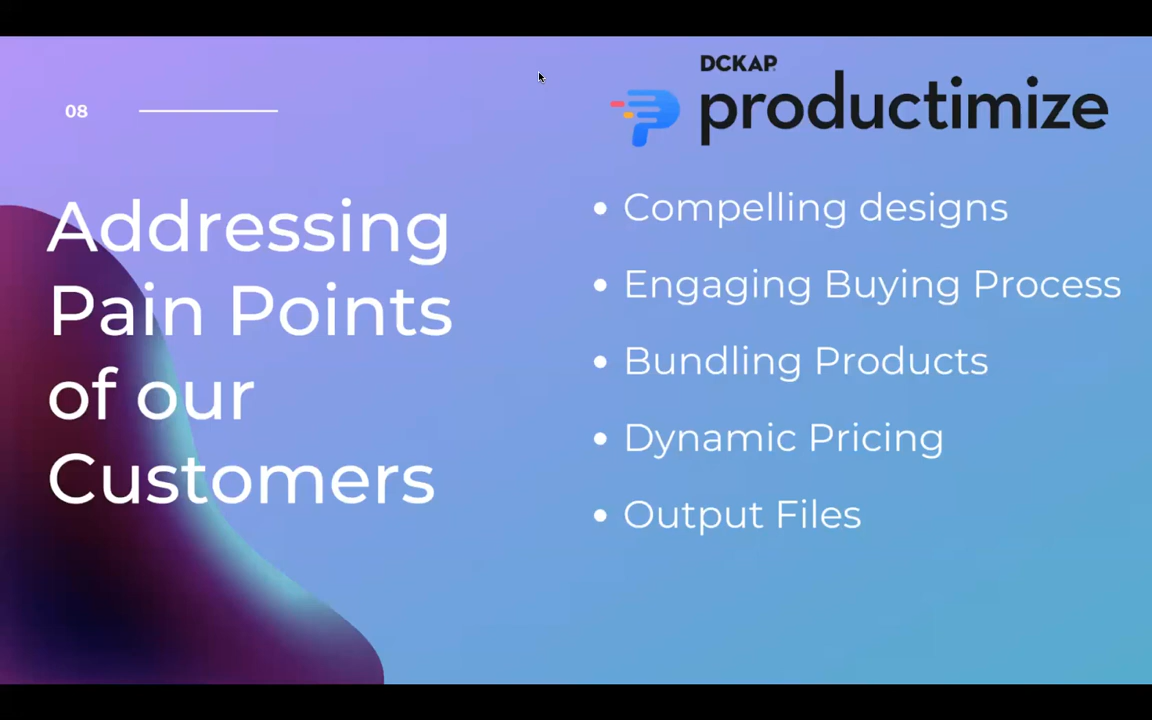 08
Addressing
Pain Points
of our
Customers
DCKAP
productimize
• Compelling designs
• Engaging Buying Process
• Bundling Products
• Dynamic Pricing
• Output Files